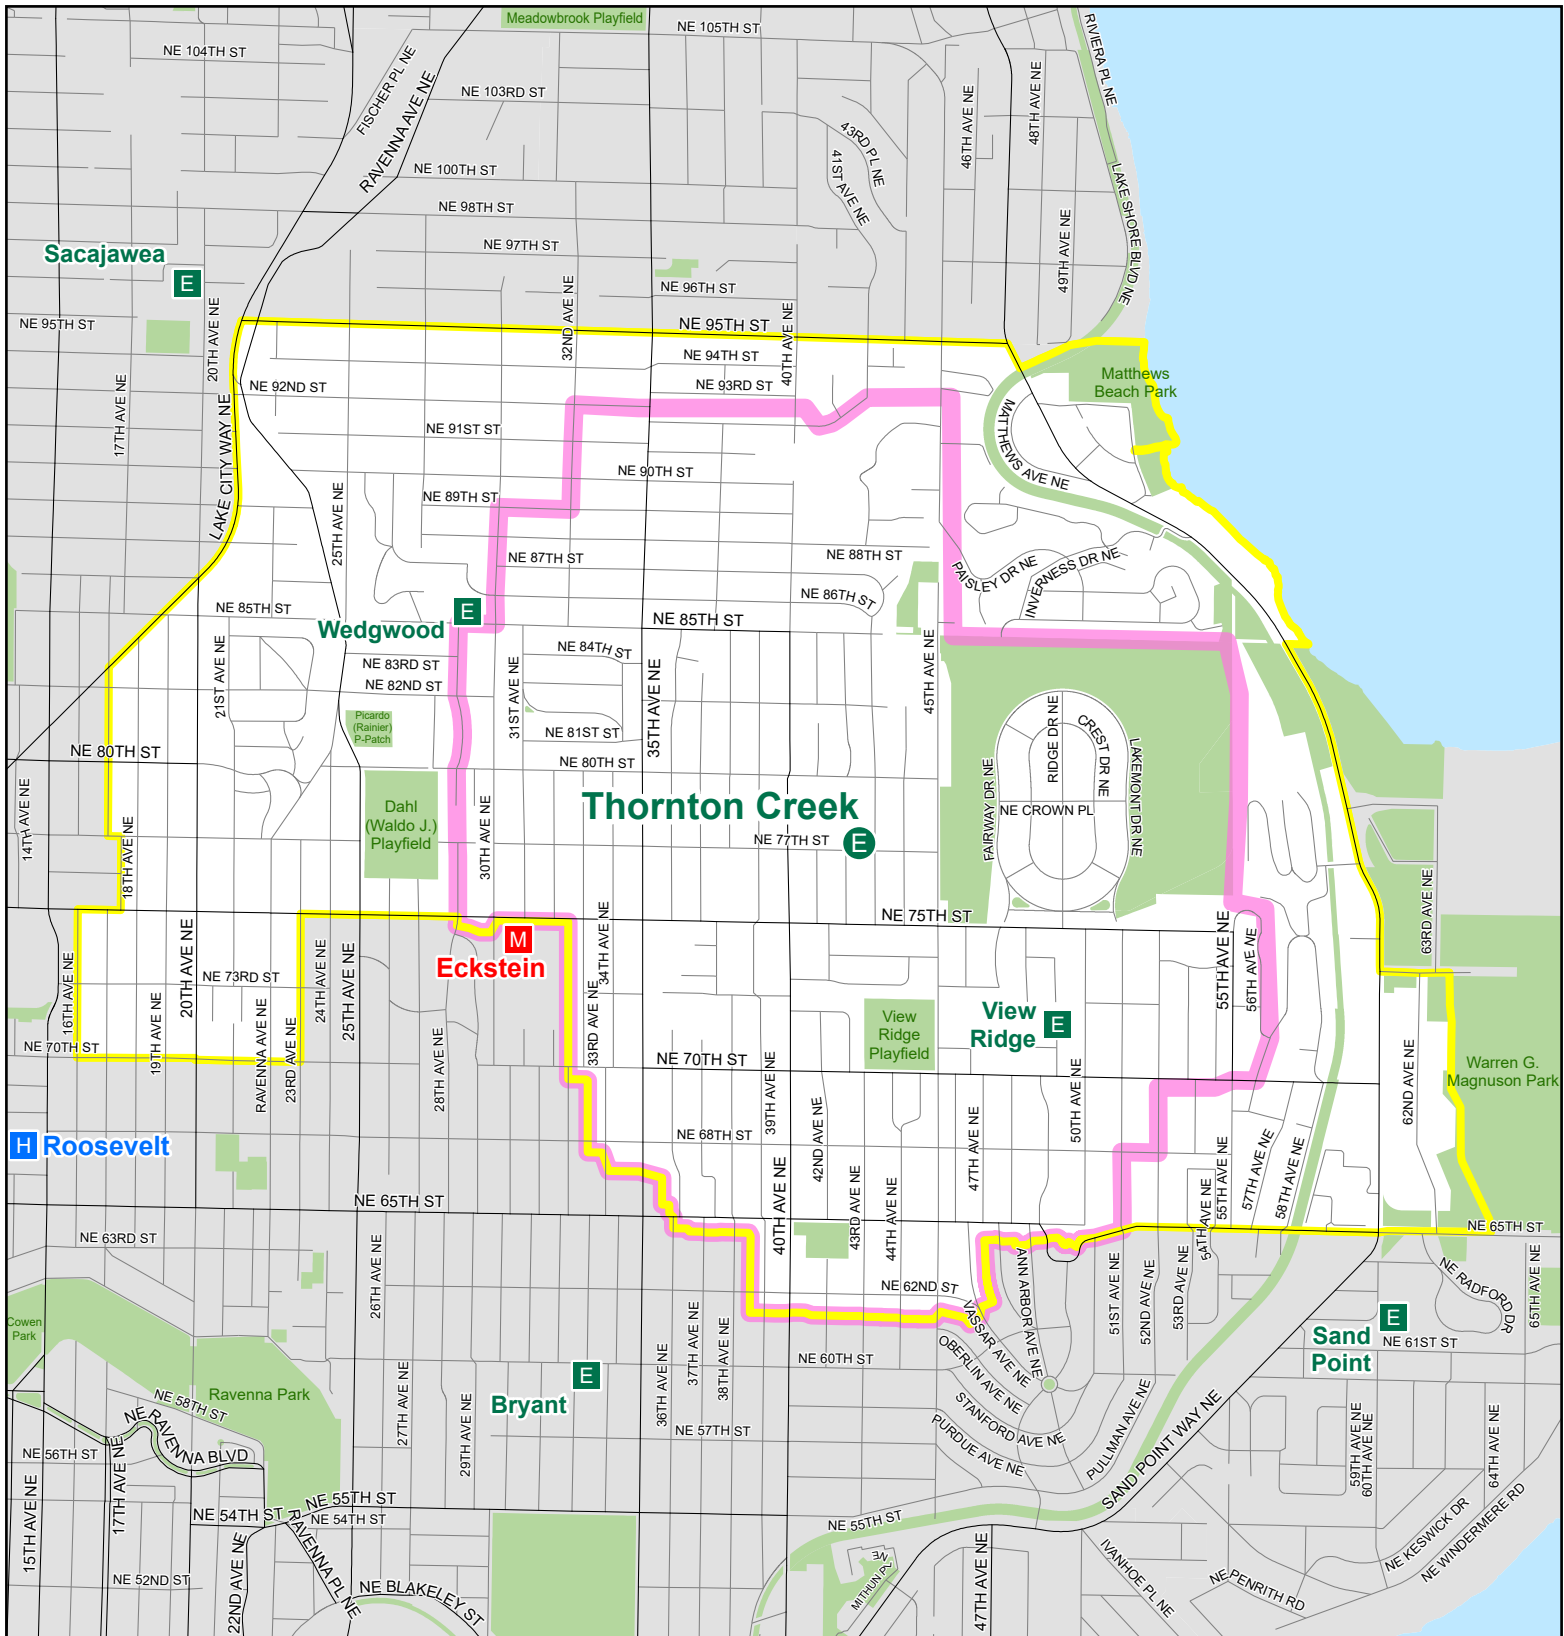 Meadowbrook Playfield
NE 105TH ST
NE 104TH ST
RIVIERA PL NE
FISCHER PL NE
RAVENNA AVE NE
NE 103RD ST
46TH AVE NE
48TH AVE NE
43RD PL NE
41ST AVE NE
NE 100TH ST
LAKE SHORE BLVD NE
NE 98TH ST
49TH AVE NE
NE 97TH ST
Sacajawea
E
NE 96TH ST
32ND AVE NE
20TH AVE NE
NE 95TH ST
NE 95TH ST
40TH AVE NE
NE 94TH ST
NE 93RD ST
NE 92ND ST
Matthews
Beach Park
17TH AVE NE
MATTHEWS AVE NE
NE 91ST ST
NE 90TH ST
NE 89TH ST
LAKE CITY WAY NE
25TH AVE NE
NE 88TH ST
NE 87TH ST
PAISLEY DR NE
INVERNESS DR NE
NE 86TH ST
NE 85TH ST
E
Wedgwood
NE 85TH ST
NE 84TH ST
NE 83RD ST
NE 82ND ST
21ST AVE NE
31ST AVE NE
35TH AVE NE
45TH AVE NE
Picardo
(Rainier)
P-Patch
NE 81ST ST
NE 80TH ST
NE 80TH ST
RIDGE DR NE
CREST DR NE
LAKEMONT DR NE
FAIRWAY DR NE
NE CROWN PL
Thornton Creek
E
14TH AVE NE
Dahl
(Waldo J.)
Playfield
NE 77TH ST
18TH AVE NE
30TH AVE NE
NE 75TH ST
M
Eckstein
34TH AVE NE
63RD AVE NE
55TH AVE NE
56TH AVE NE
20TH AVE NE
24TH AVE NE
25TH AVE NE
16TH AVE NE
NE 73RD ST
19TH AVE NE
RAVENNA AVE NE
23RD AVE NE
33RD AVE NE
View
Ridge
E
View
Ridge
Playfield
NE 70TH ST
NE 70TH ST
28TH AVE NE
39TH AVE NE
50TH AVE NE
62ND AVE NE
Warren G.
Magnuson Park
42ND AVE NE
47TH AVE NE
NE 68TH ST
H
Roosevelt
57TH AVE NE
58TH AVE NE
55TH AVE NE
54TH AVE NE
NE 65TH ST
NE 65TH ST
40TH AVE NE
43RD AVE NE
44TH AVE NE
NE 63RD ST
26TH AVE NE
NE 62ND ST
ANN ARBOR AVE NE
51ST AVE NE
52ND AVE NE
53RD AVE NE
NE RADFORD DR
65TH AVE NE
VASSAR AVE NE
Cowen
Park
Sand
Point
E
NE 61ST ST
36TH AVE NE
37TH AVE NE
38TH AVE NE
NE 60TH ST
OBERLIN AVE NE
E
Bryant
Ravenna Park
NE 58TH ST
27TH AVE NE
29TH AVE NE
NE 57TH ST
STANFORD AVE NE
PURDUE AVE NE
PULLMAN AVE NE
SAND POINT WAY NE
59TH AVE NE
60TH AVE NE
64TH AVE NE
NE RAVENNA BLVD
NE 56TH ST
15TH AVE NE
17TH AVE NE
NE 55TH ST
NE 54TH ST
NE 54TH ST
NE 55TH ST
RAVENNA PL NE
22ND AVE NE
NE 52ND ST
NE BLAKELEY ST
MITHUN PL NE
47TH AVE NE
IVANHOE PL NE
NE PENRITH RD
NE KESWICK DR
NE WINDERMERE RD